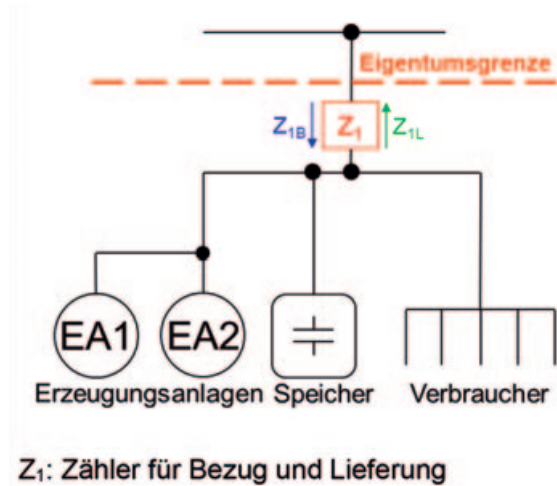 Eigentumsgrenze
Z1B Z1 Z1L
EA1 EA2
Erzeugungsanlagen Speicher Verbraucher
Z1: Zähler für Bezug und Lieferung